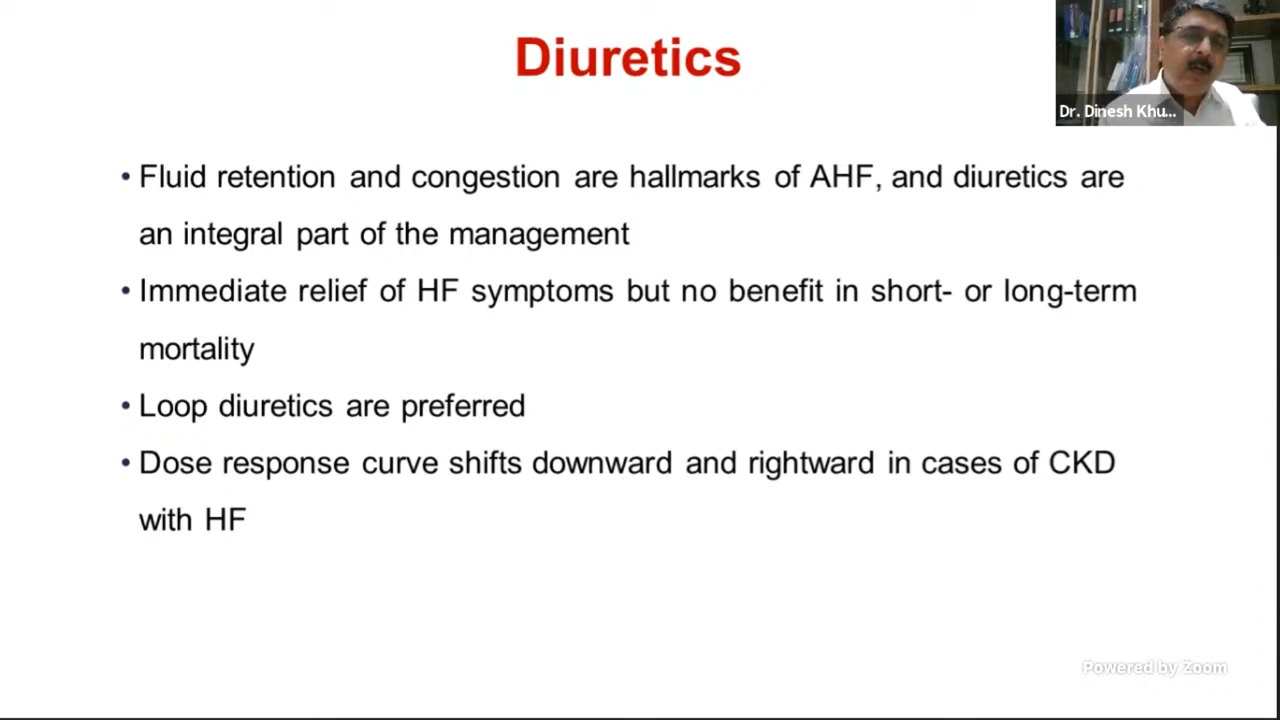 Diuretics
Dr. Dinesh Khu...
• Fluid retention and congestion are hallmarks of AHF, and diuretics are
an integral part of the management
• Immediate relief of HF symptoms but no benefit in short- or long-term
mortality
• Loop diuretics are preferred
• Dose response curve shifts downward and rightward in cases of CKD
with HF
Powered by Zoom